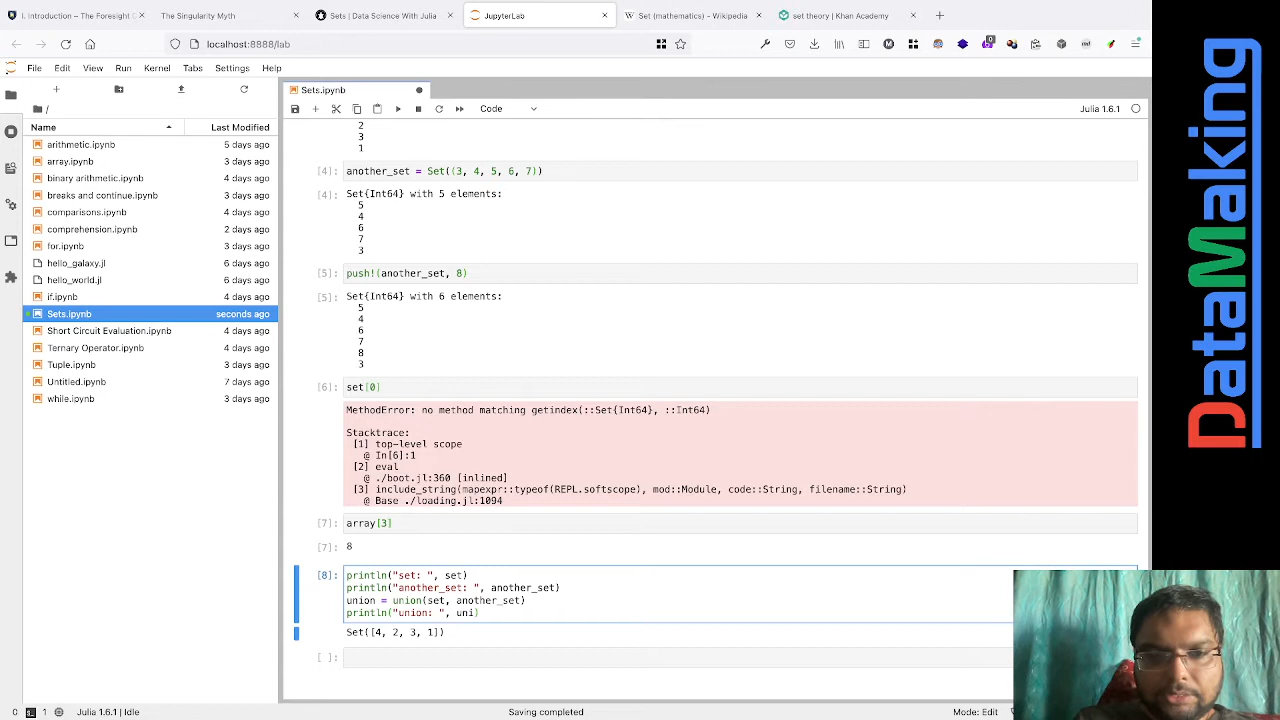 I. Introduction – The Foresight G
The Singularity Myth
Sets | Data Science With Julia
JupyterLab
Set (mathematics) - Wikipedia
set theory | Khan Academy
localhost:8888/lab
File Edit View Run Kernel Tabs Settings Help
Sets.ipynb
/
Code
Julia 1.6.1
Name Last Modified
arithmetic.ipynb 5 days ago
array.ipynb 3 days ago
binary arithmetic.ipynb 4 days ago
breaks and continue.ipynb 3 days ago
comparisons.ipynb 4 days ago
comprehension.ipynb 2 days ago
for.ipynb 3 days ago
hello_galaxy.jl 6 days ago
hello_world.jl 6 days ago
if.ipynb 4 days ago
Sets.ipynb seconds ago
Short Circuit Evaluation.ipynb 4 days ago
Ternary Operator.ipynb 4 days ago
Tuple.ipynb 3 days ago
Untitled.ipynb 7 days ago
while.ipynb 3 days ago
2
3
1
[4]: another_set = Set((3, 4, 5, 6, 7))
[4]: Set{Int64} with 5 elements:
5
4
6
7
3
[5]: push!(another_set, 8)
[5]: Set{Int64} with 6 elements:
5
4
6
7
8
3
[6]: set[0]
MethodError: no method matching getindex(::Set{Int64}, ::Int64)
Stacktrace:
[1] top-level scope
@ In[6]:1
[2] eval
@ ./boot.jl:360 [inlined]
[3] include_string(mapexpr::typeof(REPL.softscope), mod::Module, code::String, filename::String)
@ Base ./loading.jl:1094
[7]: array[3]
[7]: 8
[8]: println("set: ", set)
println("another_set: ", another_set)
union = union(set, another_set)
println("union: ", uni)
Set([4, 2, 3, 1])
[ ]:
0 1 Julia 1.6.1 | Idle
Saving completed
Mode: Edit
DataMaking